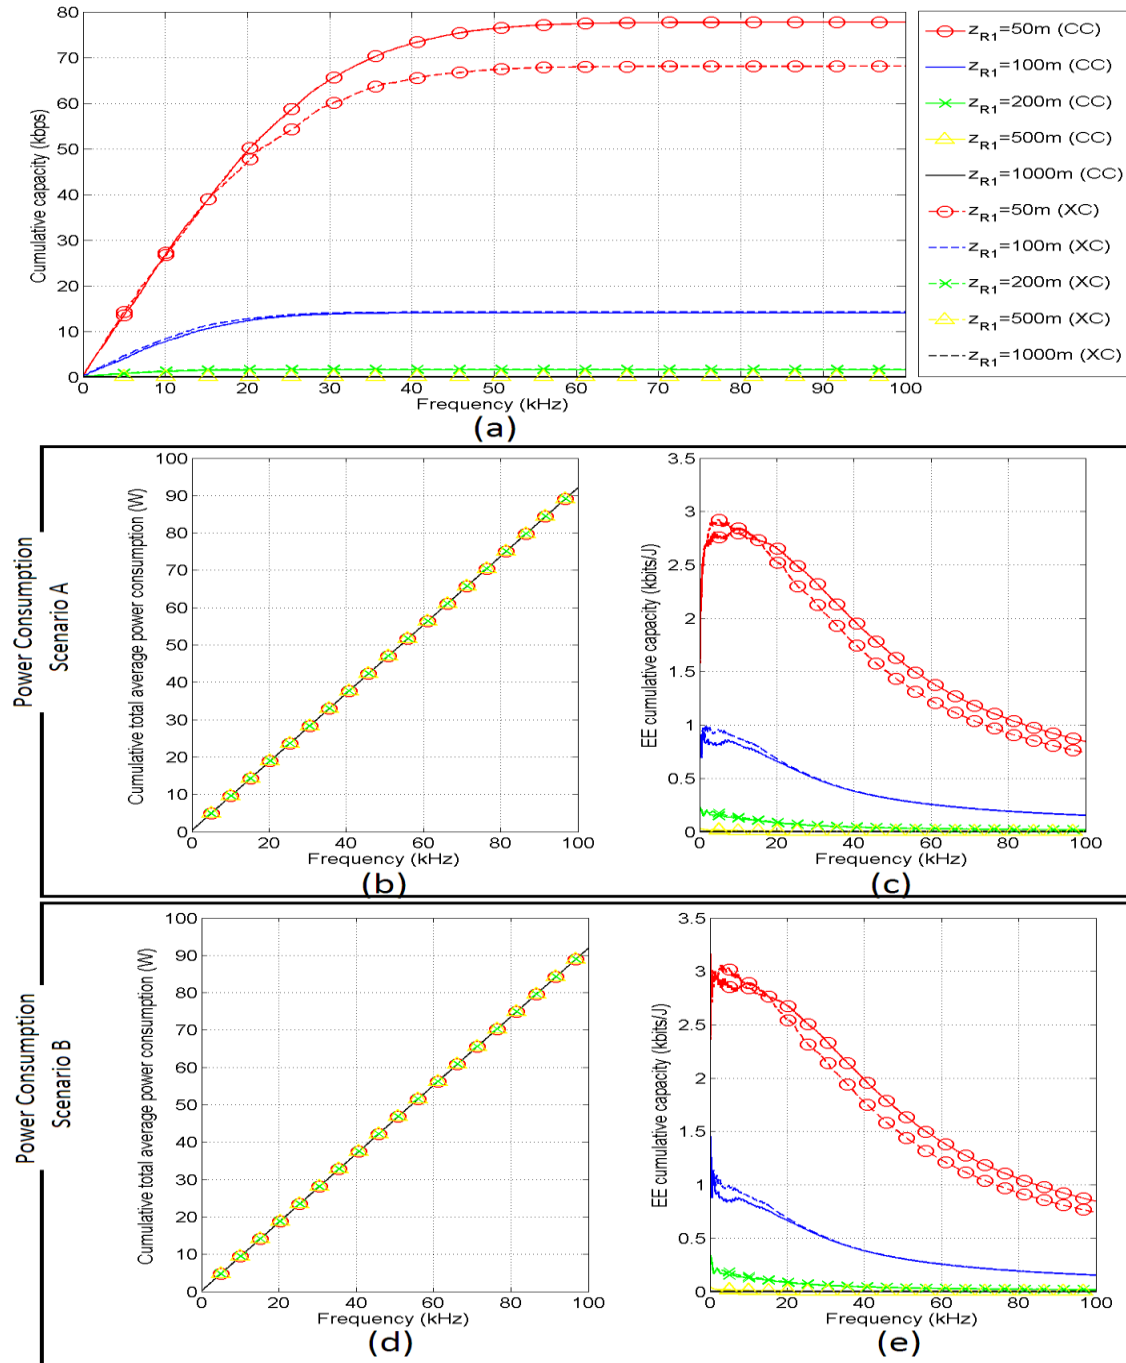 80
70
60
50
40
30
20
10
0
Cumulative capacity (kbps)
0 10 20 30 40 50 60 70 80 90 100
Frequency (kHz)
(a)
zR1=50m (CC)
zR1=100m (CC)
zR1=200m (CC)
zR1=500m (CC)
zR1=1000m (CC)
zR1=50m (XC)
zR1=100m (XC)
zR1=200m (XC)
zR1=500m (XC)
zR1=1000m (XC)
Power Consumption
Scenario A
100
90
80
70
60
50
40
30
20
10
0
Cumulative total average power consumption (W)
0 20 40 60 80 100
Frequency (kHz)
(b)
3.5
3
2.5
2
1.5
1
0.5
0
EE cumulative capacity (kbits/J)
0 20 40 60 80 100
Frequency (kHz)
(c)
Power Consumption
Scenario B
100
90
80
70
60
50
40
30
20
10
0
Cumulative total average power consumption (W)
0 20 40 60 80 100
Frequency (kHz)
(d)
3.5
3
2.5
2
1.5
1
0.5
0
EE cumulative capacity (kbits/J)
0 20 40 60 80 100
Frequency (kHz)
(e)